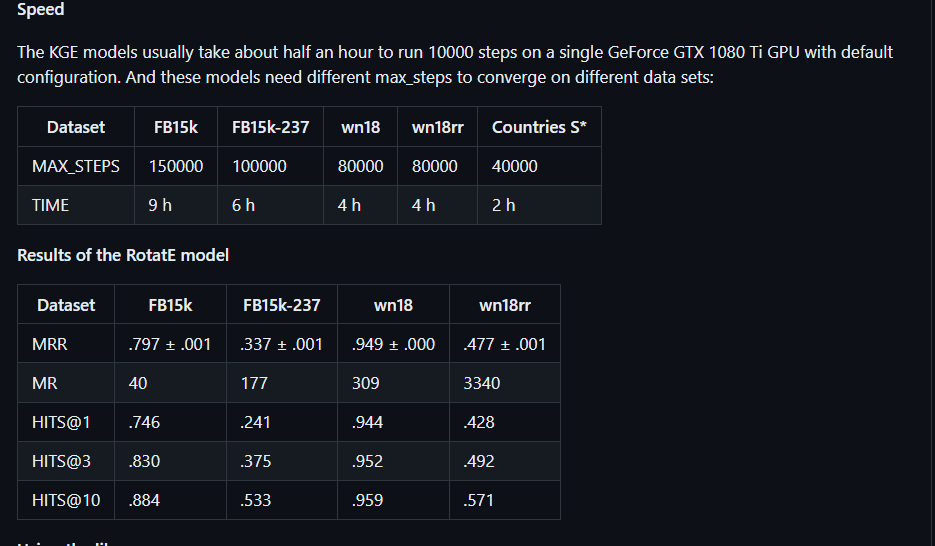 Speed
The KGE models usually take about half an hour to run 10000 steps on a single GeForce GTX 1080 Ti GPU with default
configuration. And these models need different max_steps to converge on different data sets:
Dataset FB15k FB15k-237 wn18 wn18rr Countries S*
MAX_STEPS 150000 100000 80000 80000 40000
TIME 9 h 6 h 4 h 4 h 2 h
Results of the RotatE model
Dataset FB15k FB15k-237 wn18 wn18rr
MRR .797 ± .001 .337 ± .001 .949 ± .000 .477 ± .001
MR 40 177 309 3340
HITS@1 .746 .241 .944 .428
HITS@3 .830 .375 .952 .492
HITS@10 .884 .533 .959 .571